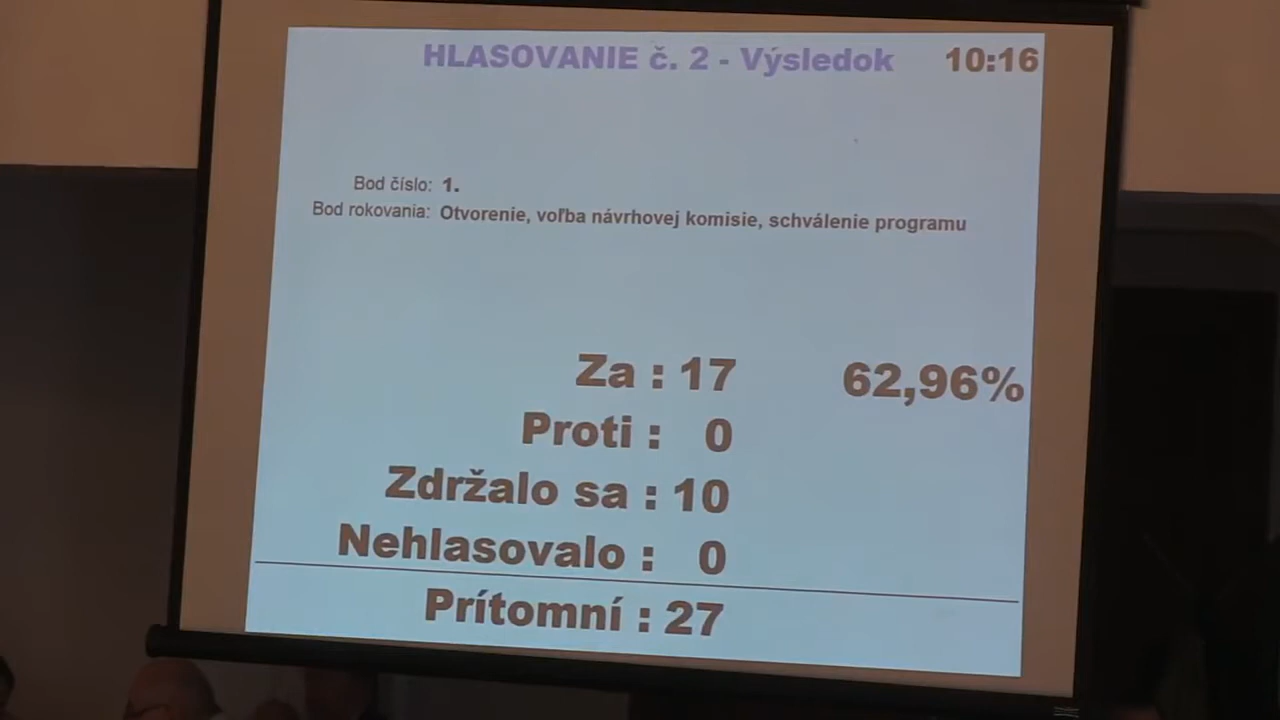 HLASOVANIE č. 2 - Výsledok 10:16
Bod číslo: 1.
Bod rokovania: Otvorenie, voľba návrhovej komisie, schválenie programu
Za : 17 62,96%
Proti : 0
Zdržalo sa : 10
Nehlasovalo : 0
Prítomní : 27